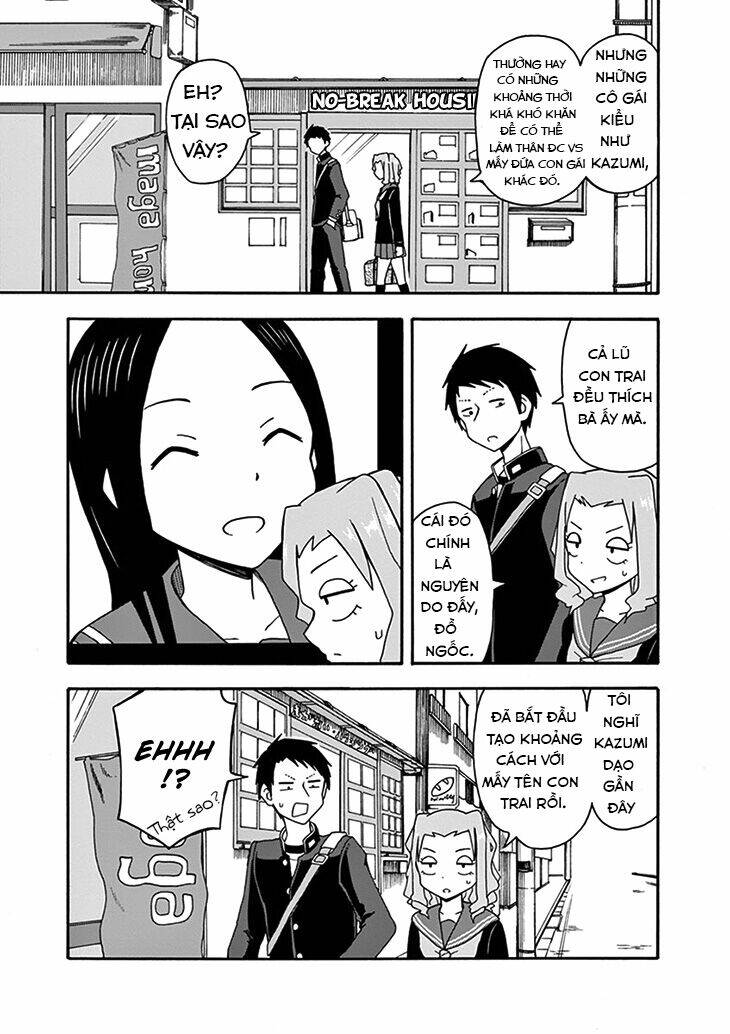 NHƯNG
NHỮNG
CÔ GÁI
KIỂU
NHƯ
KAZUMI,
THƯỜNG HAY
CÓ NHỮNG
KHOẢNG THỜI
KHÁ KHÓ KHĂN
ĐỂ CÓ THỂ
LÀM THÂN ĐC VS
MẤY ĐỨA CON GÁI
KHÁC ĐÓ.
NO-BREAK HOUSI
EH?
TẠI SAO
VẬY?
maga hon
CẢ LŨ
CON TRAI
ĐỀU THÍCH
BÀ ẤY MÀ.
CÁI ĐÓ
CHÍNH
LÀ
NGUYÊN
DO ĐẤY,
ĐỒ
NGỐC.
TÔI
NGHĨ
KAZUMI
DẠO
GẦN
ĐÂY
ĐÃ BẮT ĐẦU
TẠO KHOẢNG
CÁCH VỚI
MẤY TÊN CON
TRAI RỒI.
EHHH
!?
Thật sao?
aga